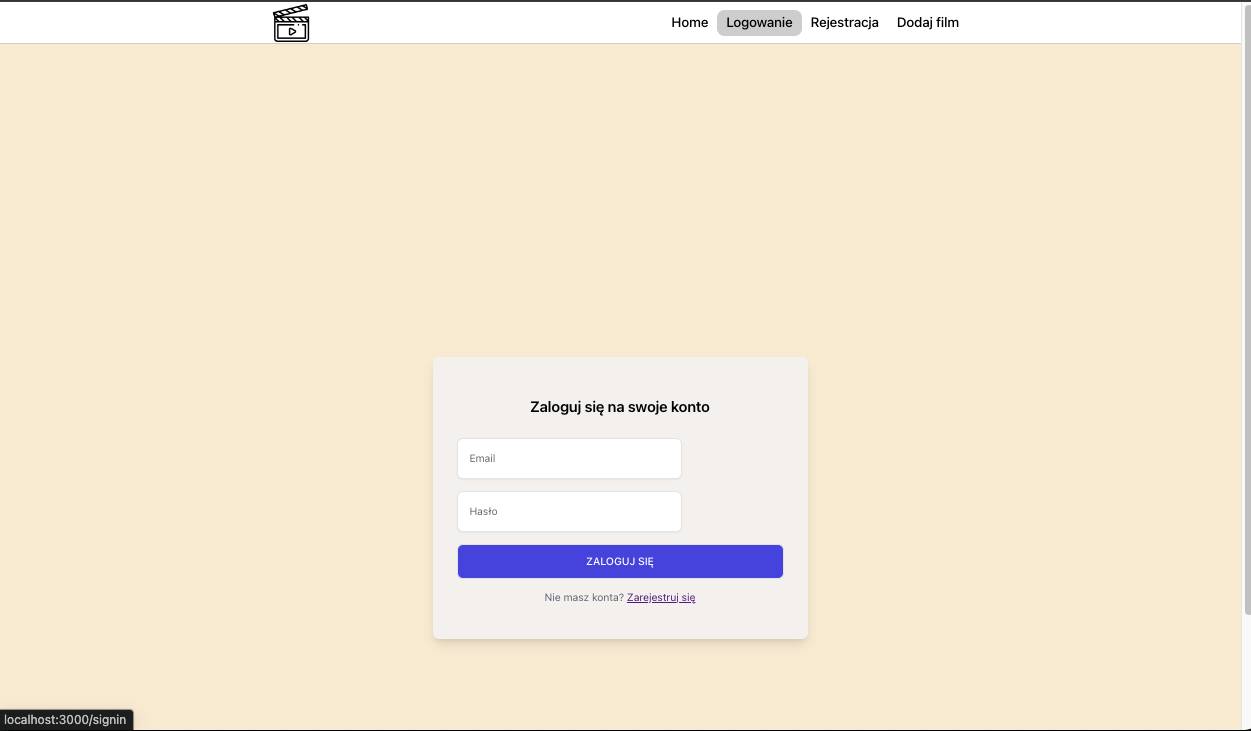 Home Logowanie Rejestracja Dodaj film
Zaloguj się na swoje konto
Email
Hasło
ZALOGUJ SIĘ
Nie masz konta? Zarejestruj się
localhost:3000/signin